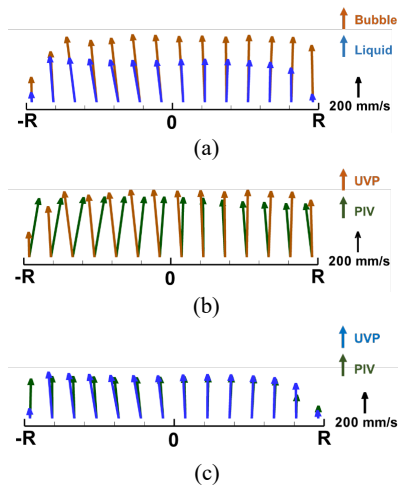 Bubble
Liquid
200 mm/s
-R 0 R
(a)
UVP
PIV
200 mm/s
-R 0 R
(b)
UVP
PIV
200 mm/s
-R 0 R
(c)